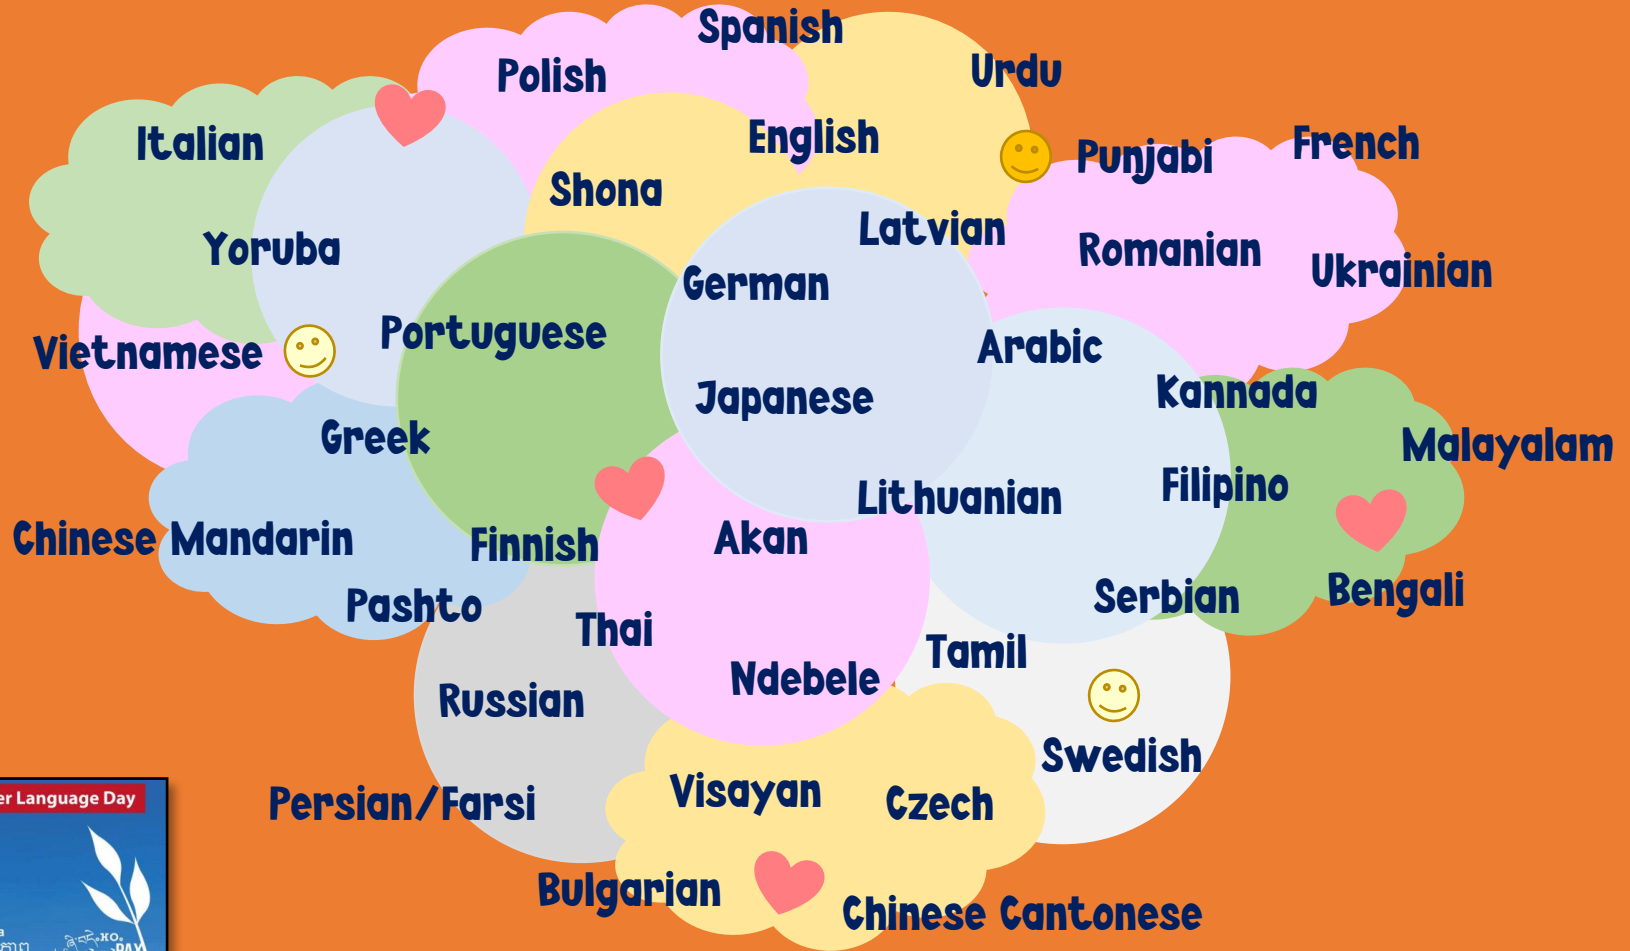 Spanish
Polish
Urdu
Italian
English
Punjabi
French
Shona
Yoruba
Latvian
Romanian
Ukrainian
German
Portuguese
Vietnamese
Arabic
Kannada
Japanese
Greek
Malayalam
Lithuanian
Filipino
Chinese Mandarin
Finnish
Akan
Bengali
Pashto
Serbian
Thai
Tamil
Ndebele
Russian
Swedish
Visayan
Persian/Farsi
Czech
Bulgarian
Chinese Cantonese
Language Day